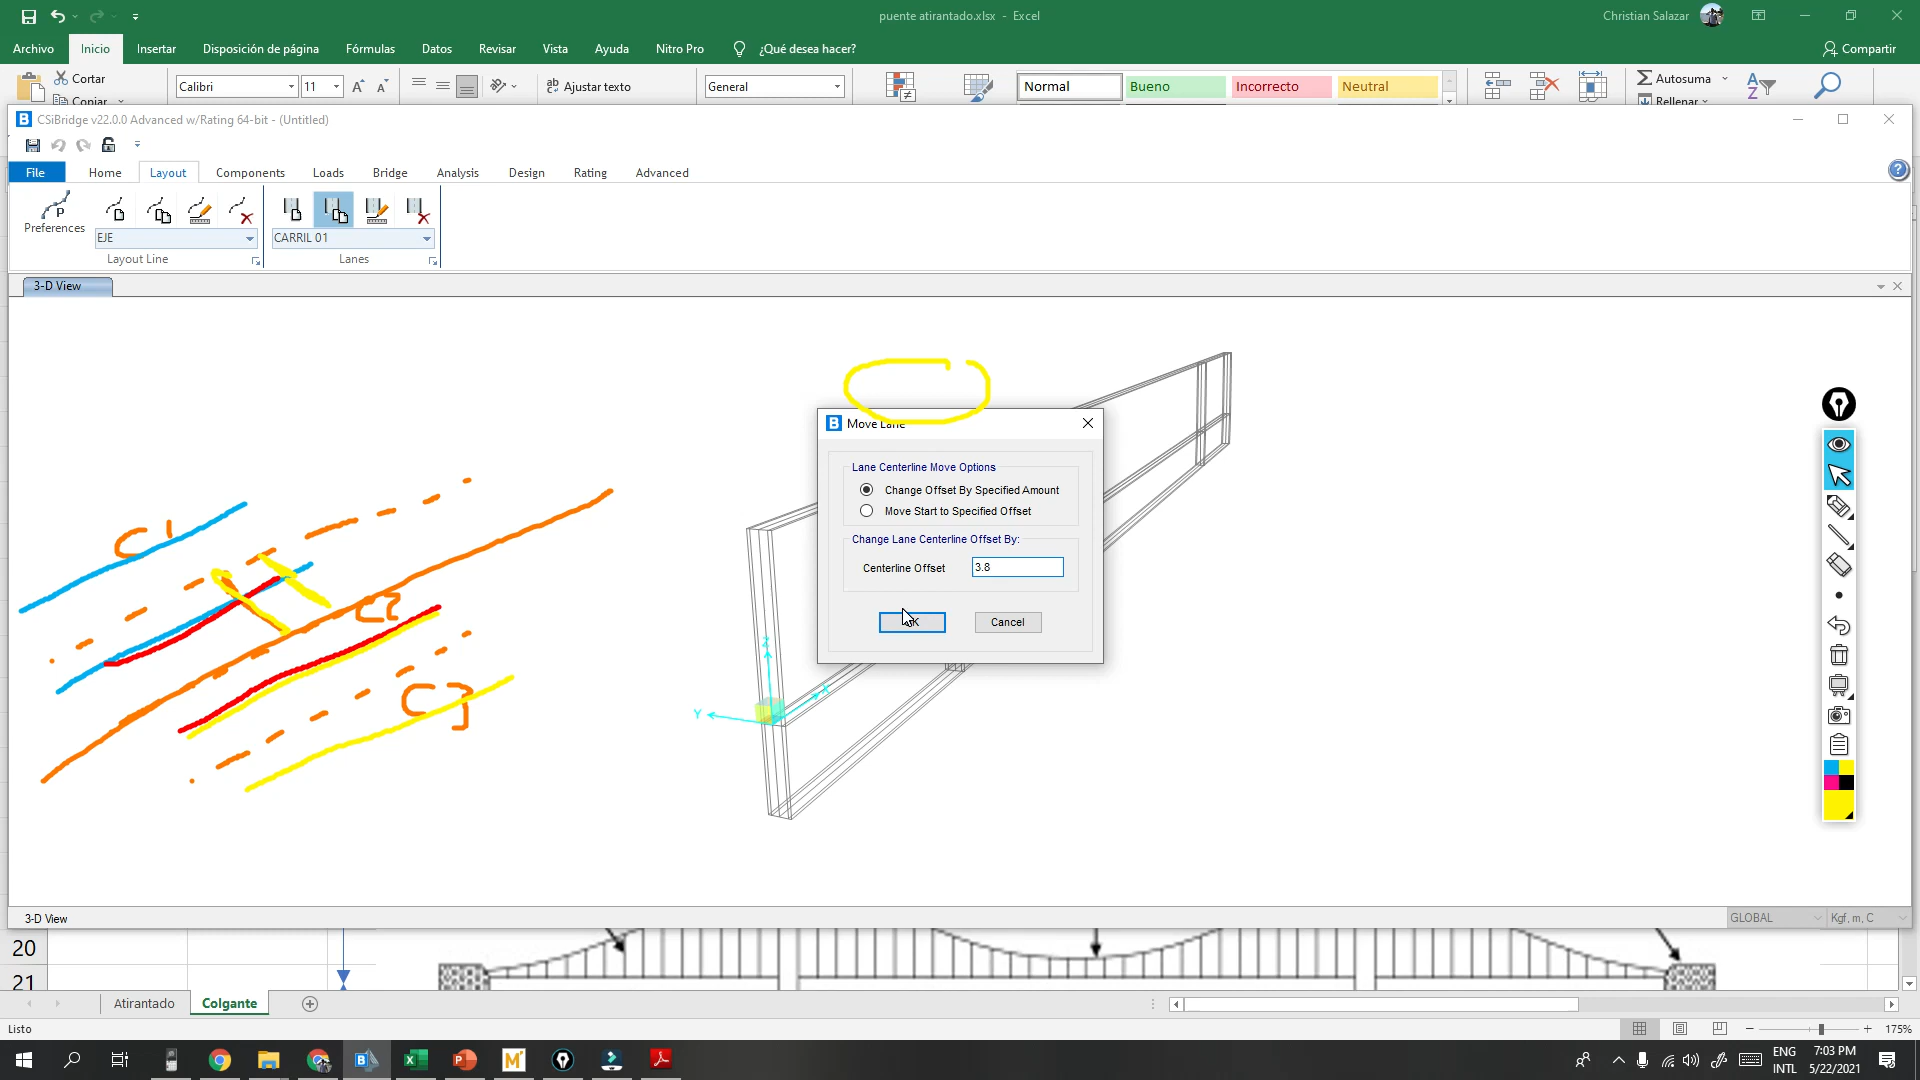 puente atirantado.xlsx - Excel
Christian Salazar
Archivo Inicio Insertar Disposición de página Fórmulas Datos Revisar Vista Ayuda Nitro Pro ¿Qué desea hacer? Compartir
Cortar
Copiar
Calibri 11
Ajustar texto
General
Normal Bueno Incorrecto Neutral
Autosuma
Rellenar
CSiBridge v22.0.0 Advanced w/Rating 64-bit - (Untitled)
File Home Layout Components Loads Bridge Analysis Design Rating Advanced
Preferences
EJE
Layout Line
CARRIL 01
Lanes
3-D View
Move Lane
Lane Centerline Move Options
Change Offset By Specified Amount
Move Start to Specified Offset
Change Lane Centerline Offset By:
Centerline Offset 3.8
Cancel
C1
C2
Z
X
Y
3-D View
GLOBAL Kgf, m, C
20
21
Atirantado Colgante
Listo
175%
ENG
INTL
7:03 PM
5/22/2021